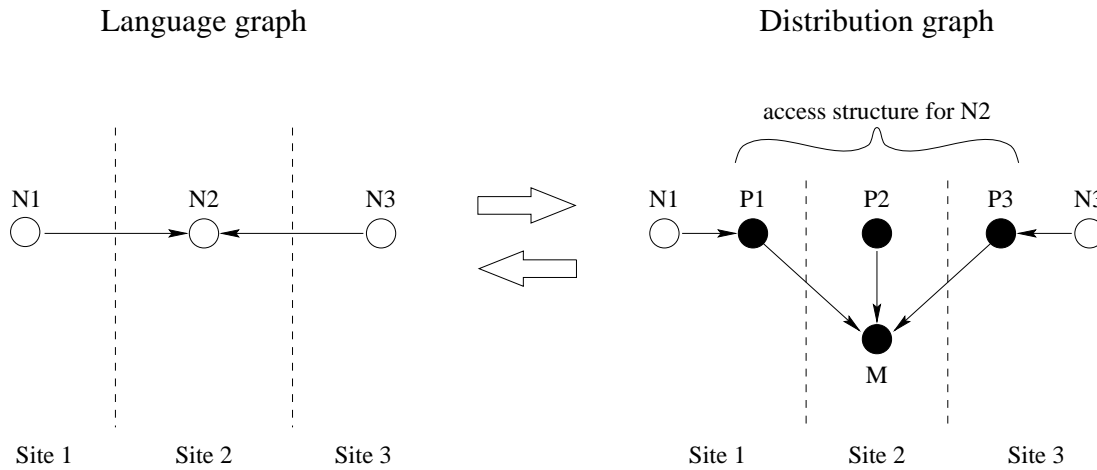 Language graph
Distribution graph
access structure for N2
N1
N2
N3
N1
P1
P2
P3
N3
M
Site 1
Site 2
Site 3
Site 1
Site 2
Site 3